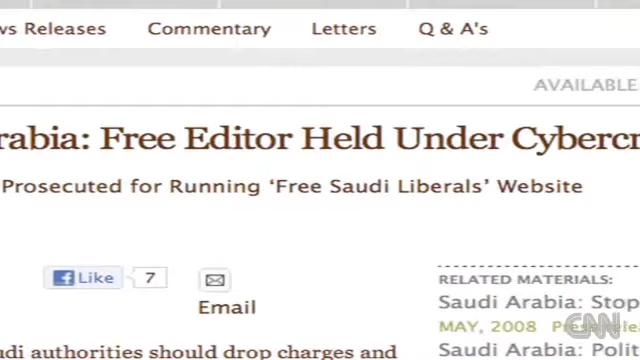 ws Releases Commentary Letters Q & A's
AVAILABLE
rabia: Free Editor Held Under Cybercr
Prosecuted for Running ‘Free Saudi Liberals’ Website
Like 7
Email
RELATED MATERIALS:
Saudi Arabia: Stop
MAY, 2008 Press
Saudi Arabia: Polit
udi authorities should drop charges and
CNN